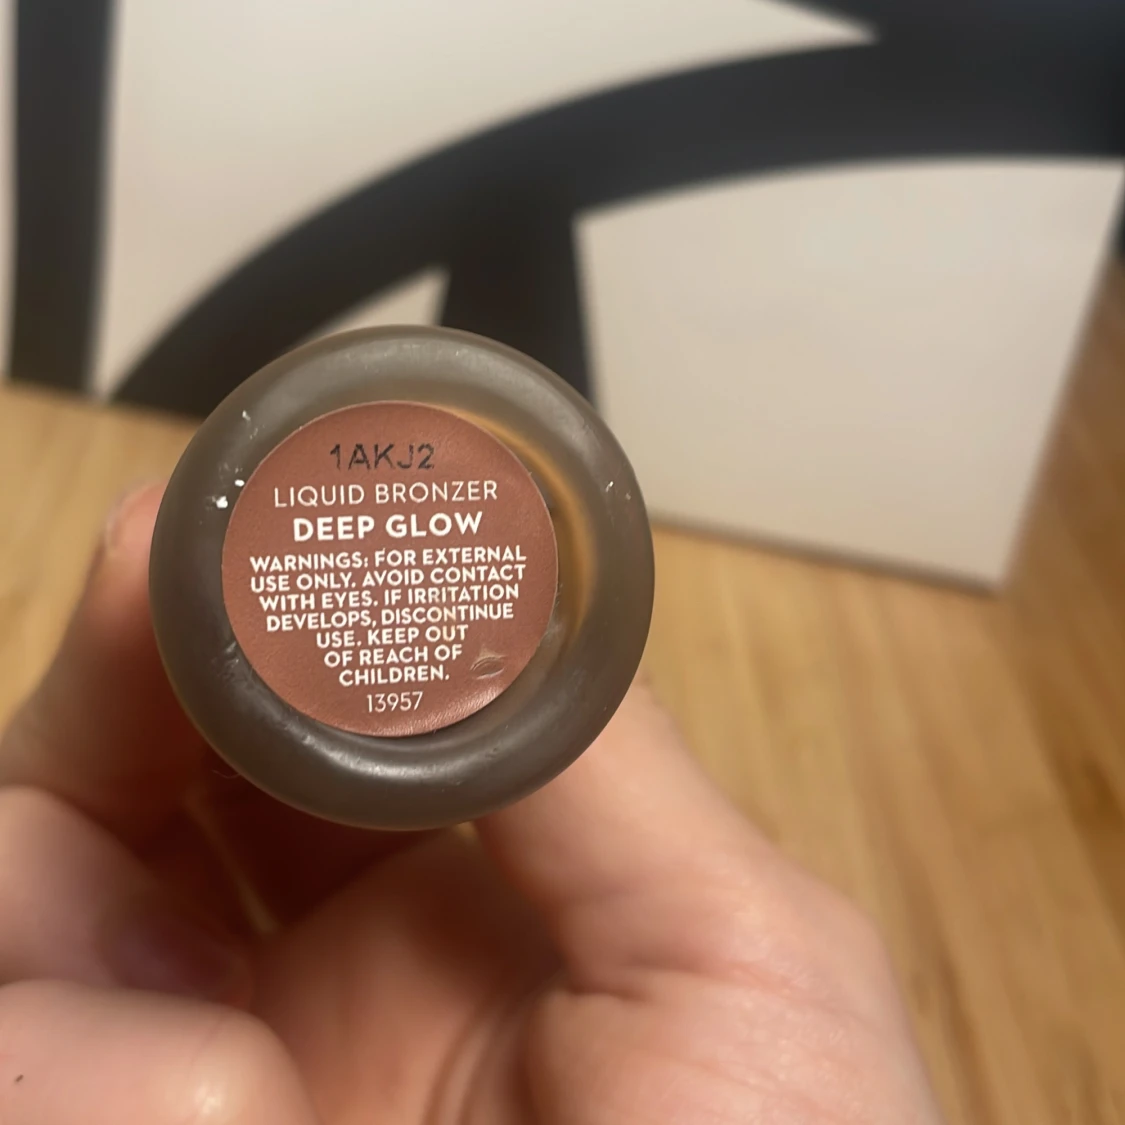 1AKJ2
LIQUID BRONZER
DEEP GLOW
WARNINGS: FOR EXTERNAL
USE ONLY. AVOID CONTACT
WITH EYES. IF IRRITATION
DEVELOPS, DISCONTINUE
USE. KEEP OUT
OF REACH OF
CHILDREN.
13957